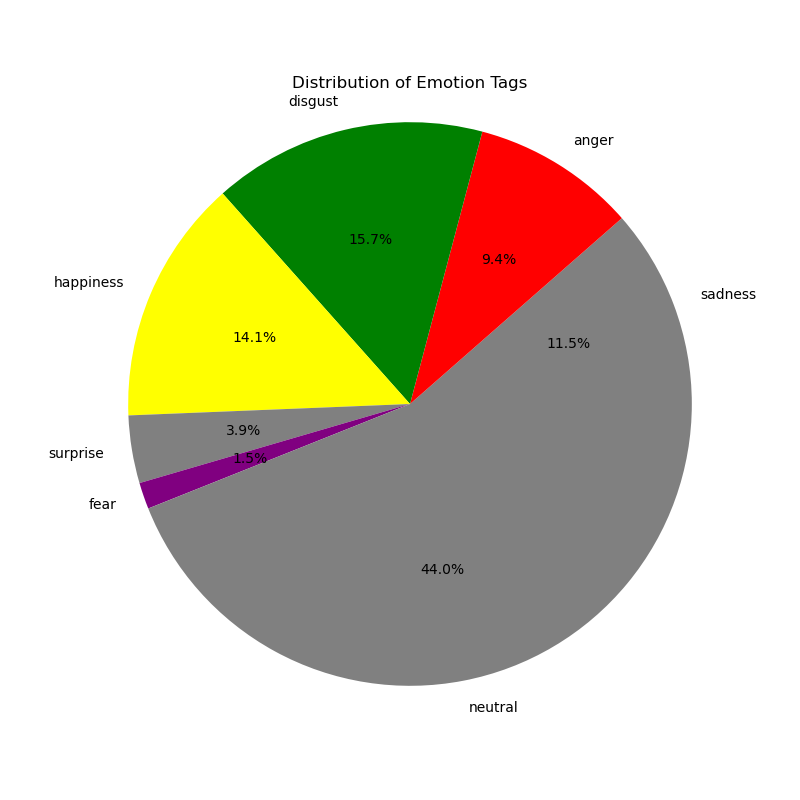 Distribution of Emotion Tags
disgust
anger
15.7%
9.4%
happiness
sadness
14.1%
11.5%
3.9%
surprise
1.5%
fear
44.0%
neutral